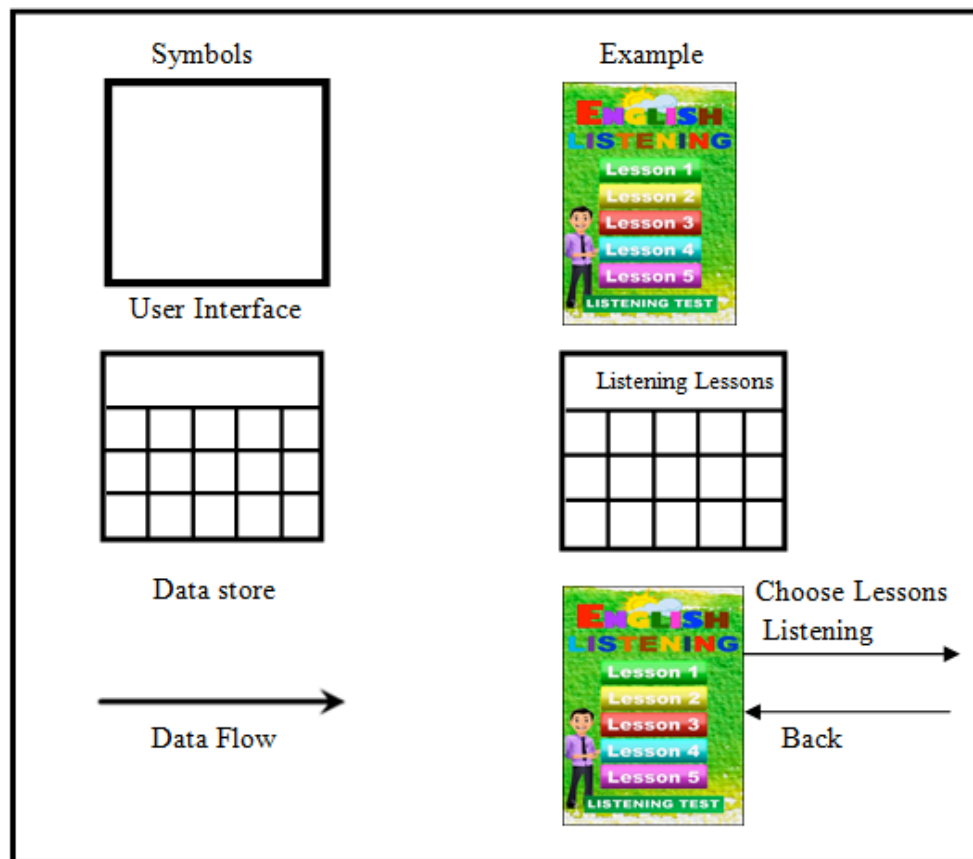 Symbols
Example
ENGLISH
LISTENING
Lesson 1
Lesson 2
Lesson 3
Lesson 4
Lesson 5
LISTENING TEST
User Interface
Listening Lessons
Data store
ENGLISH
LISTENING
Lesson 1
Lesson 2
Lesson 3
Lesson 4
Lesson 5
LISTENING TEST
Choose Lessons
Listening
Back
Data Flow